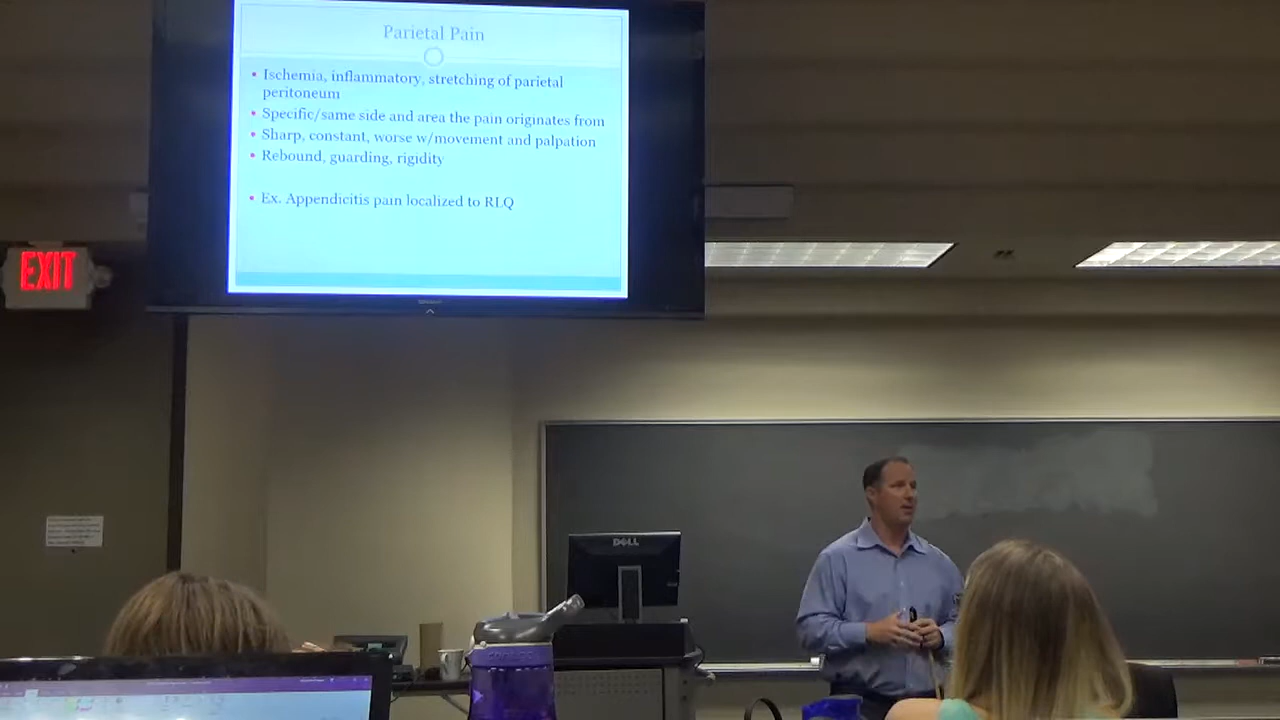 Parietal Pain
• Ischemia, inflammatory, stretching of parietal
peritoneum
• Specific/same side and area the pain originates from
• Sharp, constant, worse w/movement and palpation
• Rebound, guarding, rigidity
• Ex. Appendicitis pain localized to RLQ
EXIT
DELL